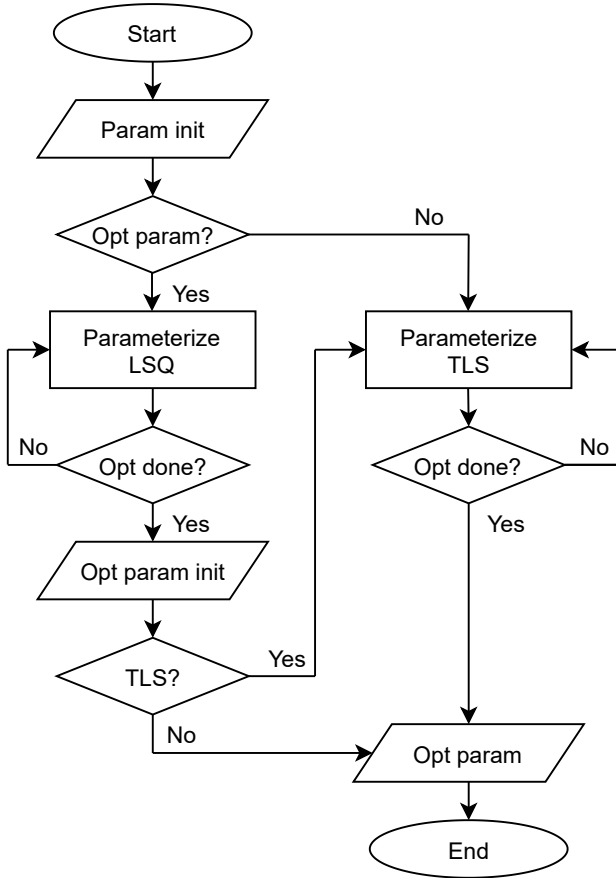 Start
Param init
Opt param?
No
Yes
Parameterize
LSQ
Parameterize
TLS
No
Opt done?
Opt done?
No
Yes
Yes
Opt param init
TLS?
Yes
No
Opt param
End